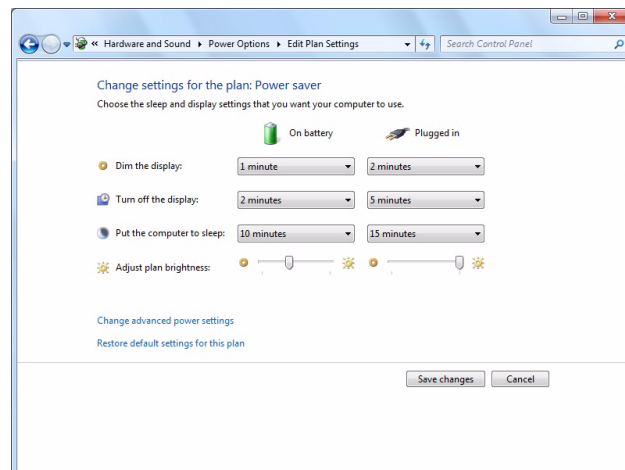 « Hardware and Sound ▸ Power Options ▸ Edit Plan Settings Search Control Panel
Change settings for the plan: Power saver
Choose the sleep and display settings that you want your computer to use.
On battery Plugged in
Dim the display: 1 minute 2 minutes
Turn off the display: 2 minutes 5 minutes
Put the computer to sleep: 10 minutes 15 minutes
Adjust plan brightness:
Change advanced power settings
Restore default settings for this plan
Save changes Cancel